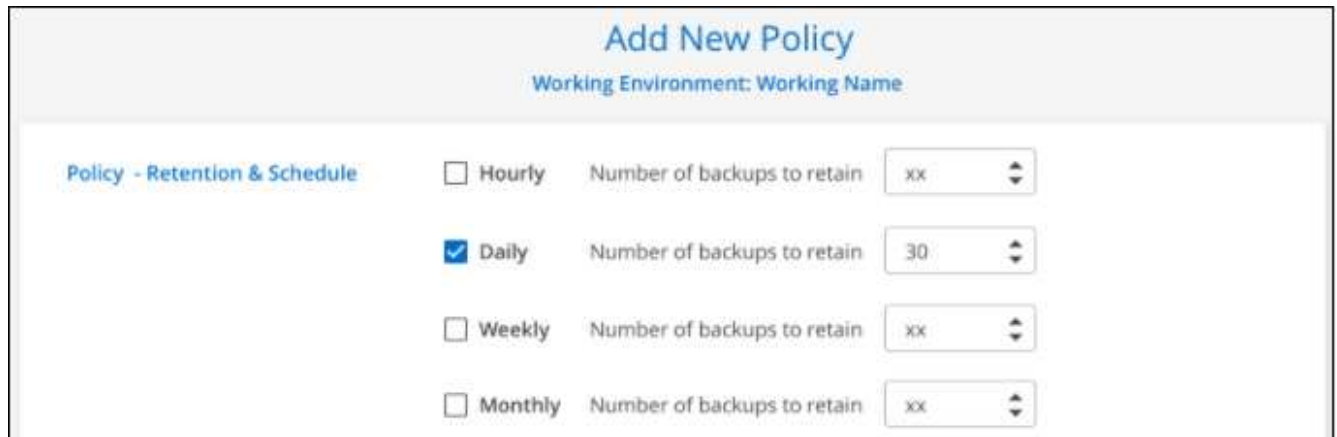 Add New Policy
Working Environment: Working Name
Policy - Retention & Schedule Hourly Number of backups to retain xx
Daily Number of backups to retain 30
Weekly Number of backups to retain xx
Monthly Number of backups to retain xx